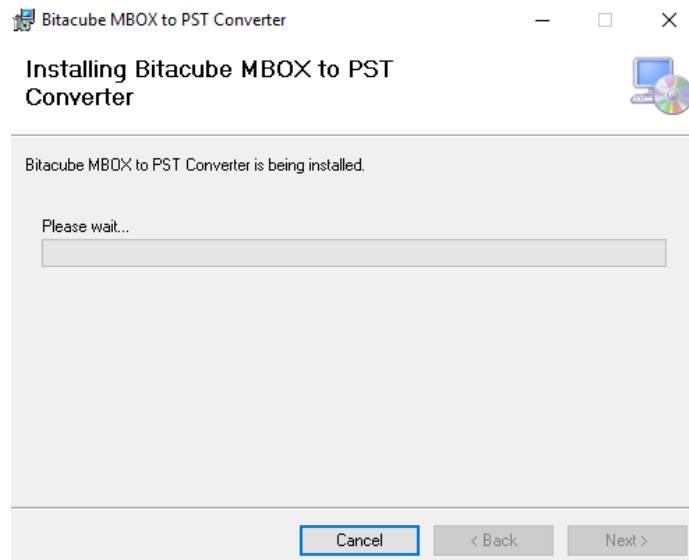 Bitacube MBOX to PST Converter
Installing Bitacube MBOX to PST
Converter
Bitacube MBOX to PST Converter is being installed.
Please wait...
Cancel
< Back
Next >